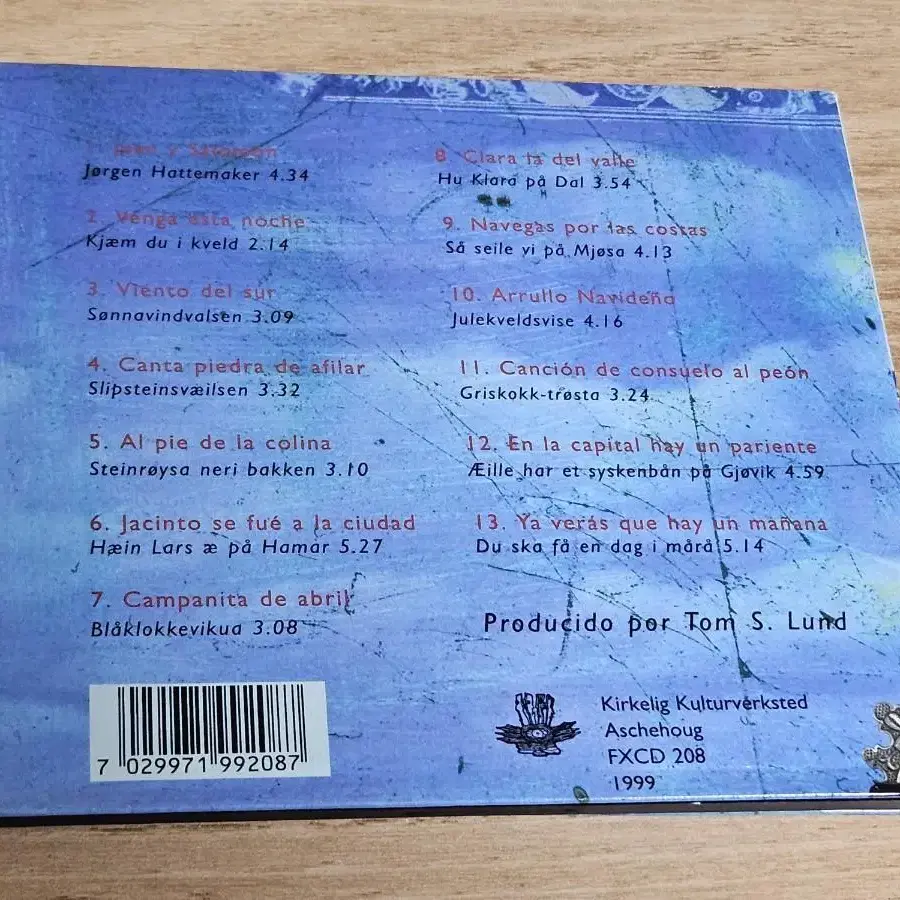 Jørgen Hattemaker 4.34
2. Venga esta noche
Kjæm du i kveld 2.14
3. Viento del sur
Sønnavindvalsen 3.09
4. Canta piedra de afilar
Slipsteinsvæilsen 3.32
5. Al pie de la colina
Steinrøysa neri bakken 3.10
6. Jacinto se fué a la ciudad
Hæin Lars æ på Hamar 5.27
7. Campanita de abril
Blåklokkevikua 3.08
8. Clara la del valle
Hu Klara på Dal 3.54
9. Navegas por las costas
Så seile vi på Mjøsa 4.13
10. Arrullo Navideño
Julekveldsvise 4.16
11. Canción de consuelo al peón
Griskokk-trøsta 3.24
12. En la capital hay un pariente
Æille har et syskenbån på Gjøvik 4.59
13. Ya verás que hay un mañana
Du ska få en dag i mårå 5.14
Producido por Tom S. Lund
7 029971 992087
Kirkelig Kulturverksted
Aschehoug
FXCD 208
1999